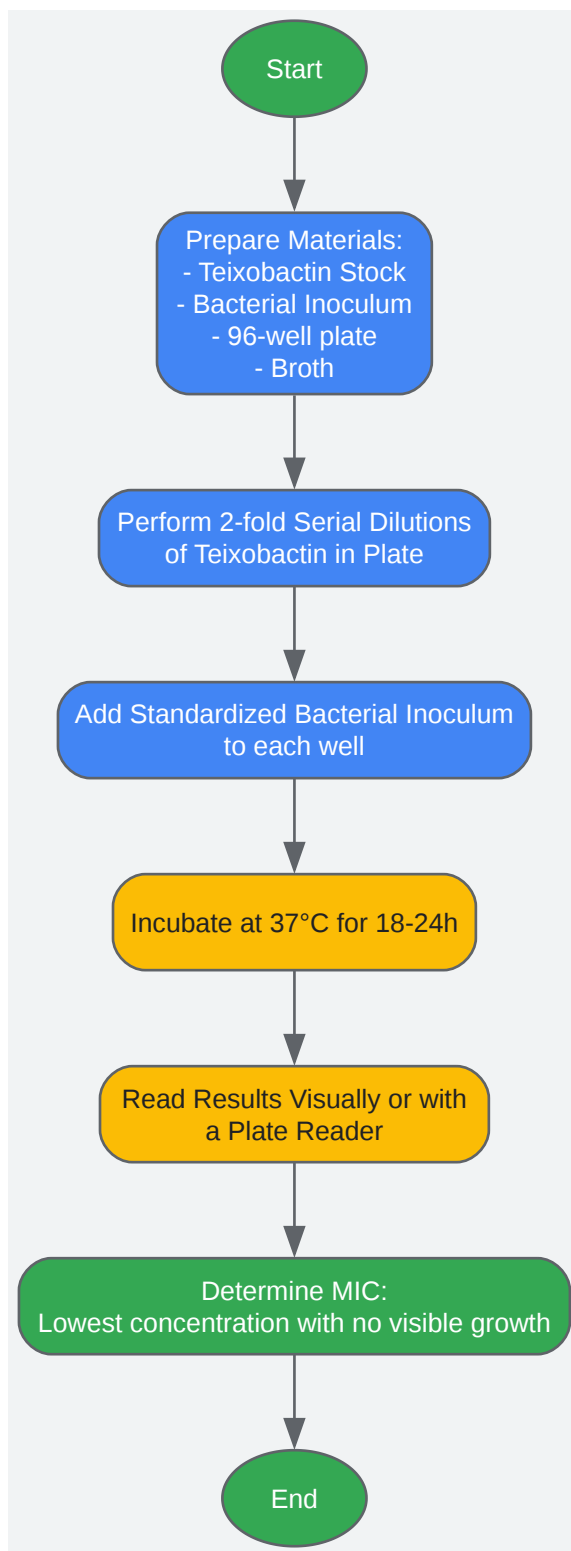 Start
Prepare Materials:
- Teixobactin Stock
- Bacterial Inoculum
- 96-well plate
- Broth
Perform 2-fold Serial Dilutions
of Teixobactin in Plate
Add Standardized Bacterial Inoculum
to each well
Incubate at 37°C for 18-24h
Read Results Visually or with
a Plate Reader
Determine MIC:
Lowest concentration with no visible growth
End